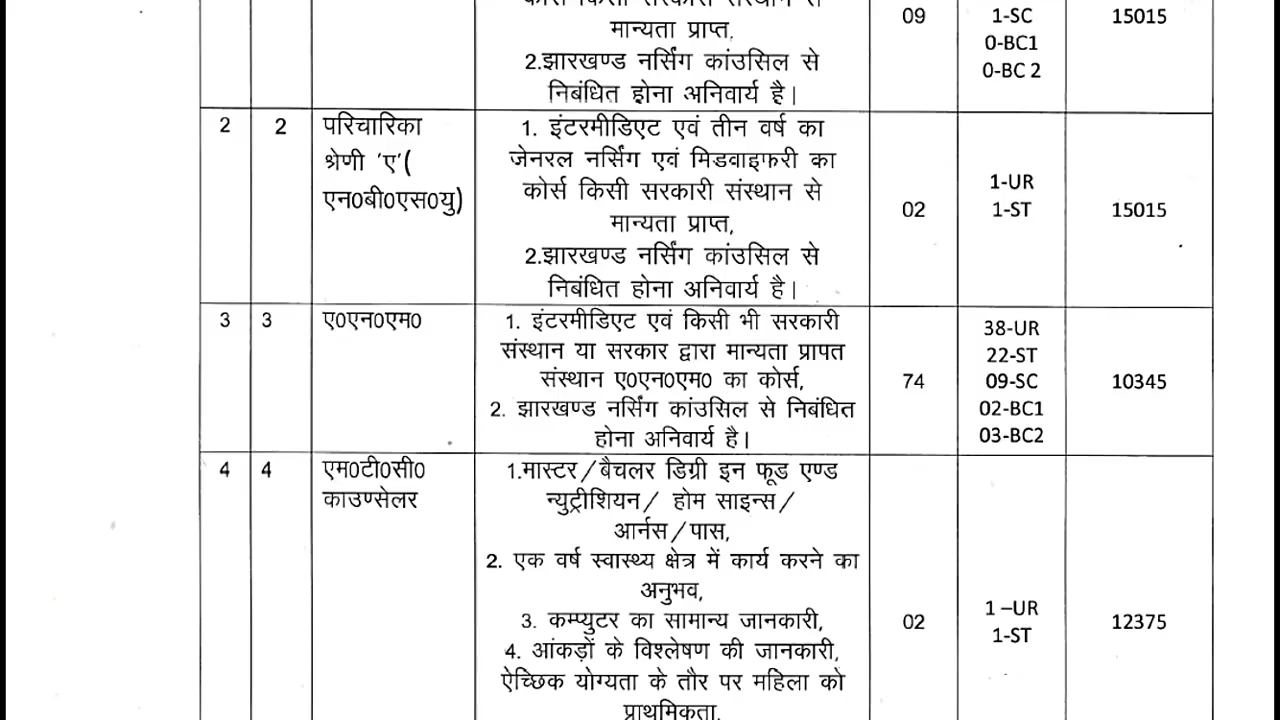 कोर्स किसी सरकारी संस्थान से
मान्यता प्राप्त,
2.झारखण्ड नर्सिंग कांउसिल से
निबंधित होना अनिवार्य है।
09
1-SC
0-BC1
0-BC 2
15015
2
2
परिचारिका
श्रेणी 'ए'(
एन0बी0एस0यु)
1. इंटरमीडिएट एवं तीन वर्ष का
जेनरल नर्सिंग एवं मिडवाइफरी का
कोर्स किसी सरकारी संस्थान से
मान्यता प्राप्त,
2.झारखण्ड नर्सिंग कांउसिल से
निबंधित होना अनिवार्य है।
02
1-UR
1-ST
15015
3
3
ए0एन0एम0
1. इंटरमीडिएट एवं किसी भी सरकारी
संस्थान या सरकार द्वारा मान्यता प्रापत
संस्थान ए0एन0एम0 का कोर्स,
2. झारखण्ड नर्सिंग कांउसिल से निबंधित
होना अनिवार्य है।
74
38-UR
22-ST
09-SC
02-BC1
03-BC2
10345
4
4
एम0टी0सी0
काउण्सेलर
1.मास्टर/बैचलर डिग्री इन फूड एण्ड
न्युट्रीशियन/ होम साइन्स/
आर्नस/पास,
2. एक वर्ष स्वास्थ्य क्षेत्र में कार्य करने का
अनुभव,
3. कम्प्युटर का सामान्य जानकारी,
4. आंकड़ों के विश्लेषण की जानकारी,
ऐच्छिक योग्यता के तौर पर महिला को
प्राथमिकता.
02
1 –UR
1-ST
12375